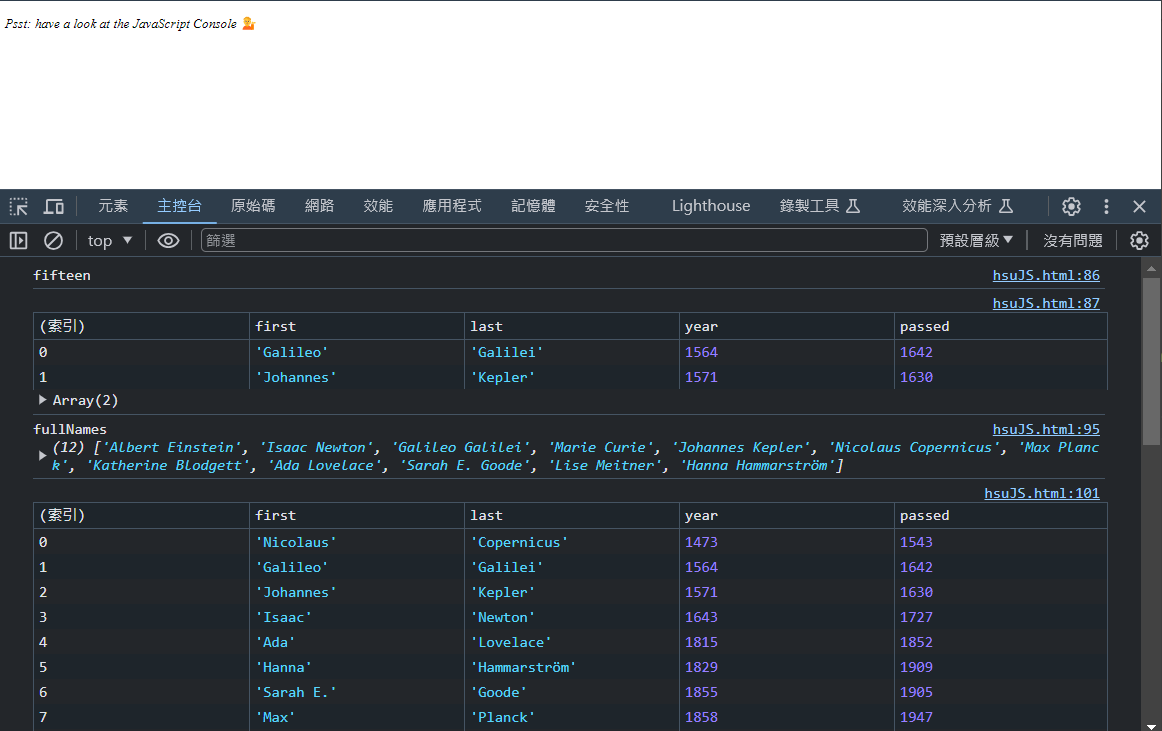 Psst: have a look at the JavaScript Console 💁
元素 主控台 原始碼 網路 效能 應用程式 記憶體 安全性 Lighthouse 錄製工具 效能深入分析
top 篩選 預設層級 沒有問題
fifteen hsuJS.html:86
hsuJS.html:87
(索引) first last year passed
0 'Galileo' 'Galilei' 1564 1642
1 'Johannes' 'Kepler' 1571 1630
Array(2)
fullNames hsuJS.html:95
(12) ['Albert Einstein', 'Isaac Newton', 'Galileo Galilei', 'Marie Curie', 'Johannes Kepler', 'Nicolaus Copernicus', 'Max Planc
k', 'Katherine Blodgett', 'Ada Lovelace', 'Sarah E. Goode', 'Lise Meitner', 'Hanna Hammarström']
hsuJS.html:101
(索引) first last year passed
0 'Nicolaus' 'Copernicus' 1473 1543
1 'Galileo' 'Galilei' 1564 1642
2 'Johannes' 'Kepler' 1571 1630
3 'Isaac' 'Newton' 1643 1727
4 'Ada' 'Lovelace' 1815 1852
5 'Hanna' 'Hammarström' 1829 1909
6 'Sarah E.' 'Goode' 1855 1905
7 'Max' 'Planck' 1858 1947